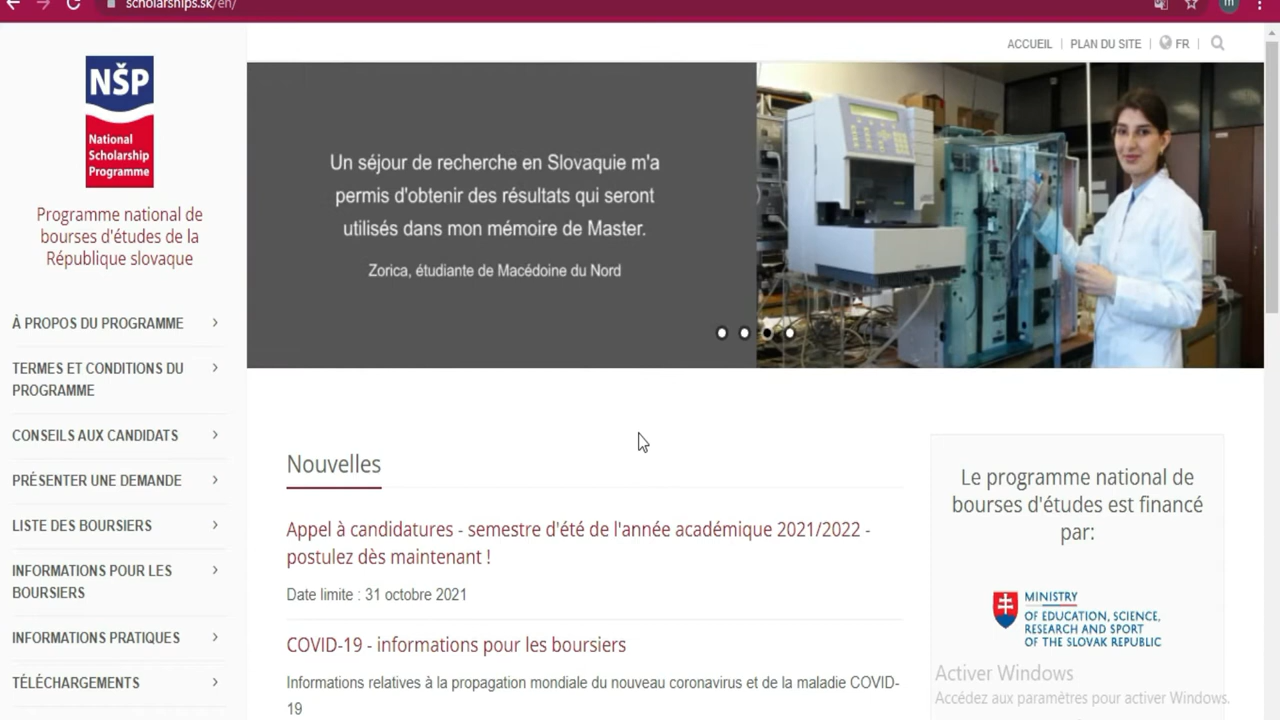 scholarships.sk/en/
m
ACCUEIL | PLAN DU SITE | FR |
NŠP
National
Scholarship
Programme
Programme national de
bourses d'études de la
République slovaque
À PROPOS DU PROGRAMME
TERMES ET CONDITIONS DU
PROGRAMME
CONSEILS AUX CANDIDATS
PRÉSENTER UNE DEMANDE
LISTE DES BOURSIERS
INFORMATIONS POUR LES
BOURSIERS
INFORMATIONS PRATIQUES
TÉLÉCHARGEMENTS
Un séjour de recherche en Slovaquie m'a
permis d'obtenir des résultats qui seront
utilisés dans mon mémoire de Master.
Zorica, étudiante de Macédoine du Nord
Nouvelles
Appel à candidatures - semestre d'été de l'année académique 2021/2022 -
postulez dès maintenant !
Date limite : 31 octobre 2021
COVID-19 - informations pour les boursiers
Informations relatives à la propagation mondiale du nouveau coronavirus et de la maladie COVID-
19
Le programme national de
bourses d'études est financé
par:
MINISTRY
OF EDUCATION, SCIENCE,
RESEARCH AND SPORT
OF THE SLOVAK REPUBLIC
Activer Windows
Accédez aux paramètres pour activer Windows.